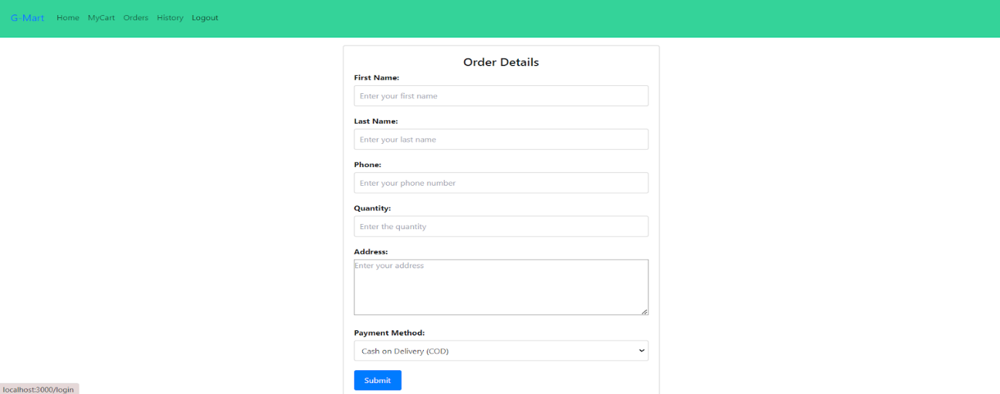 G-Mart Home MyCart Orders History Logout
Order Details
First Name:
Enter your first name
Last Name:
Enter your last name
Phone:
Enter your phone number
Quantity:
Enter the quantity
Address:
Enter your address
Payment Method:
Cash on Delivery (COD)
Submit
localhost:3000/login